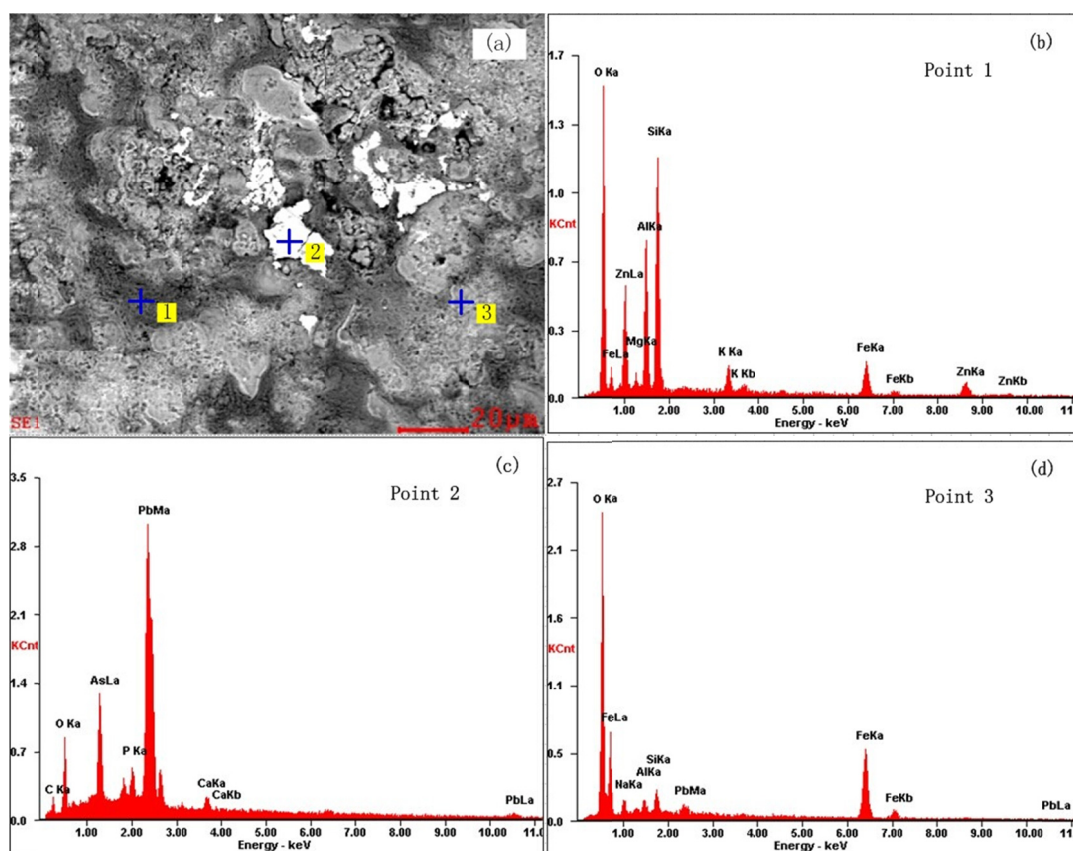 (a)
2
1
3
SE1
20μm
(b)
Point 1
1.7
1.3
1.0
KCnt
0.7
0.3
0.0
O Ka
SiKa
AlKa
ZnLa
MgKa
FeLa
K Ka
K Kb
FeKa
FeKb
ZnKa
ZnKb
1.00 2.00 3.00 4.00 5.00 6.00 7.00 8.00 9.00 10.00 11.0
Energy - keV
(c)
Point 2
3.5
2.8
2.1
KCnt
1.4
0.7
0.0
PbMa
AsLa
O Ka
P Ka
C Ka
CaKa
CaKb
PbLa
1.00 2.00 3.00 4.00 5.00 6.00 7.00 8.00 9.00 10.00 11.0
Energy - keV
(d)
Point 3
2.7
2.1
1.6
KCnt
1.1
0.5
0.0
O Ka
FeLa
SiKa
NaKa
AlKa
PbMa
FeKa
FeKb
PbLa
1.00 2.00 3.00 4.00 5.00 6.00 7.00 8.00 9.00 10.00 11.0
Energy - keV